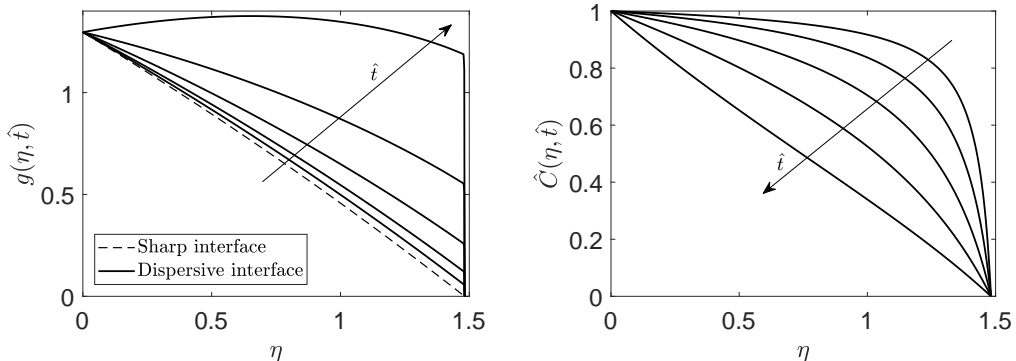 1
0.5
0
g(η, t̂)
t̂
Sharp interface
Dispersive interface
0 0.5 1 1.5
η
1
0.8
0.6
0.4
0.2
0
Ĉ(η, t̂)
t̂
0 0.5 1 1.5
η